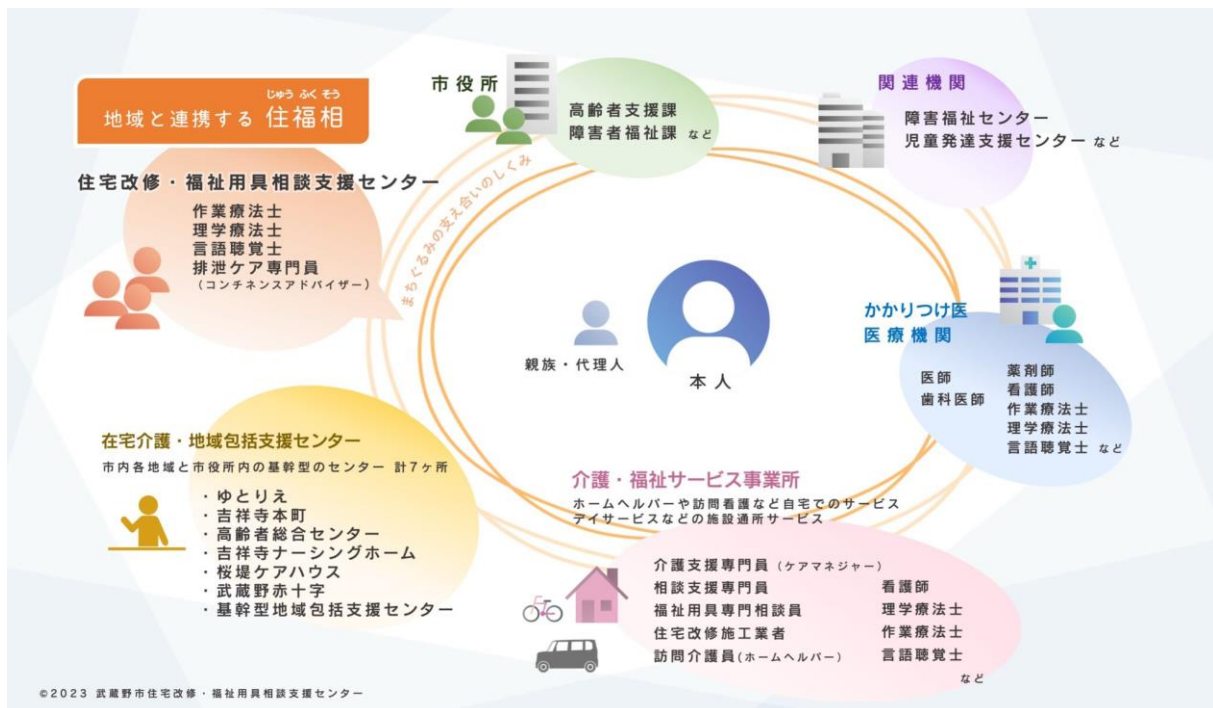 じゅう ふく そう
地域と連携する 住福相
住宅改修・福祉用具相談支援センター
作業療法士
理学療法士
言語聴覚士
排泄ケア専門員
（コンチネンスアドバイザー）
まちぐるみの支え合いのしくみ
市役所
高齢者支援課
障害者福祉課 など
関連機関
障害福祉センター
児童発達支援センター など
親族・代理人
本人
かかりつけ医
医療機関
医師
歯科医師
薬剤師
看護師
作業療法士
理学療法士
言語聴覚士 など
在宅介護・地域包括支援センター
市内各地域と市役所内の基幹型のセンター 計7ヶ所
・ゆとりえ
・吉祥寺本町
・高齢者総合センター
・吉祥寺ナーシングホーム
・桜堤ケアハウス
・武蔵野赤十字
・基幹型地域包括支援センター
介護・福祉サービス事業所
ホームヘルパーや訪問看護など自宅でのサービス
デイサービスなどの施設通所サービス
介護支援専門員（ケアマネジャー）
相談支援専門員
福祉用具専門相談員
住宅改修施工業者
訪問介護員(ホームヘルパー)
看護師
理学療法士
作業療法士
言語聴覚士
など
©2023 武蔵野市住宅改修・福祉用具相談支援センター